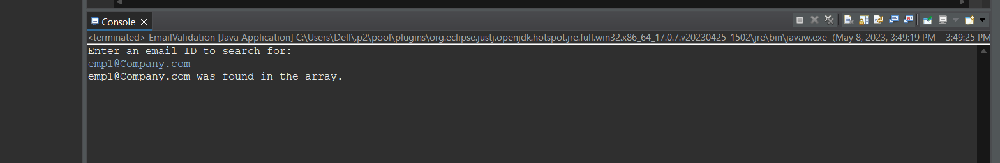 Console
<terminated> EmailValidation [Java Application] C:\Users\Dell\.p2\pool\plugins\org.eclipse.justj.openjdk.hotspot.jre.full.win32.x86_64_17.0.7.v20230425-1502\jre\bin\javaw.exe (May 8, 2023, 3:49:19 PM – 3:49:25 PM
Enter an email ID to search for:
emp1@Company.com
emp1@Company.com was found in the array.